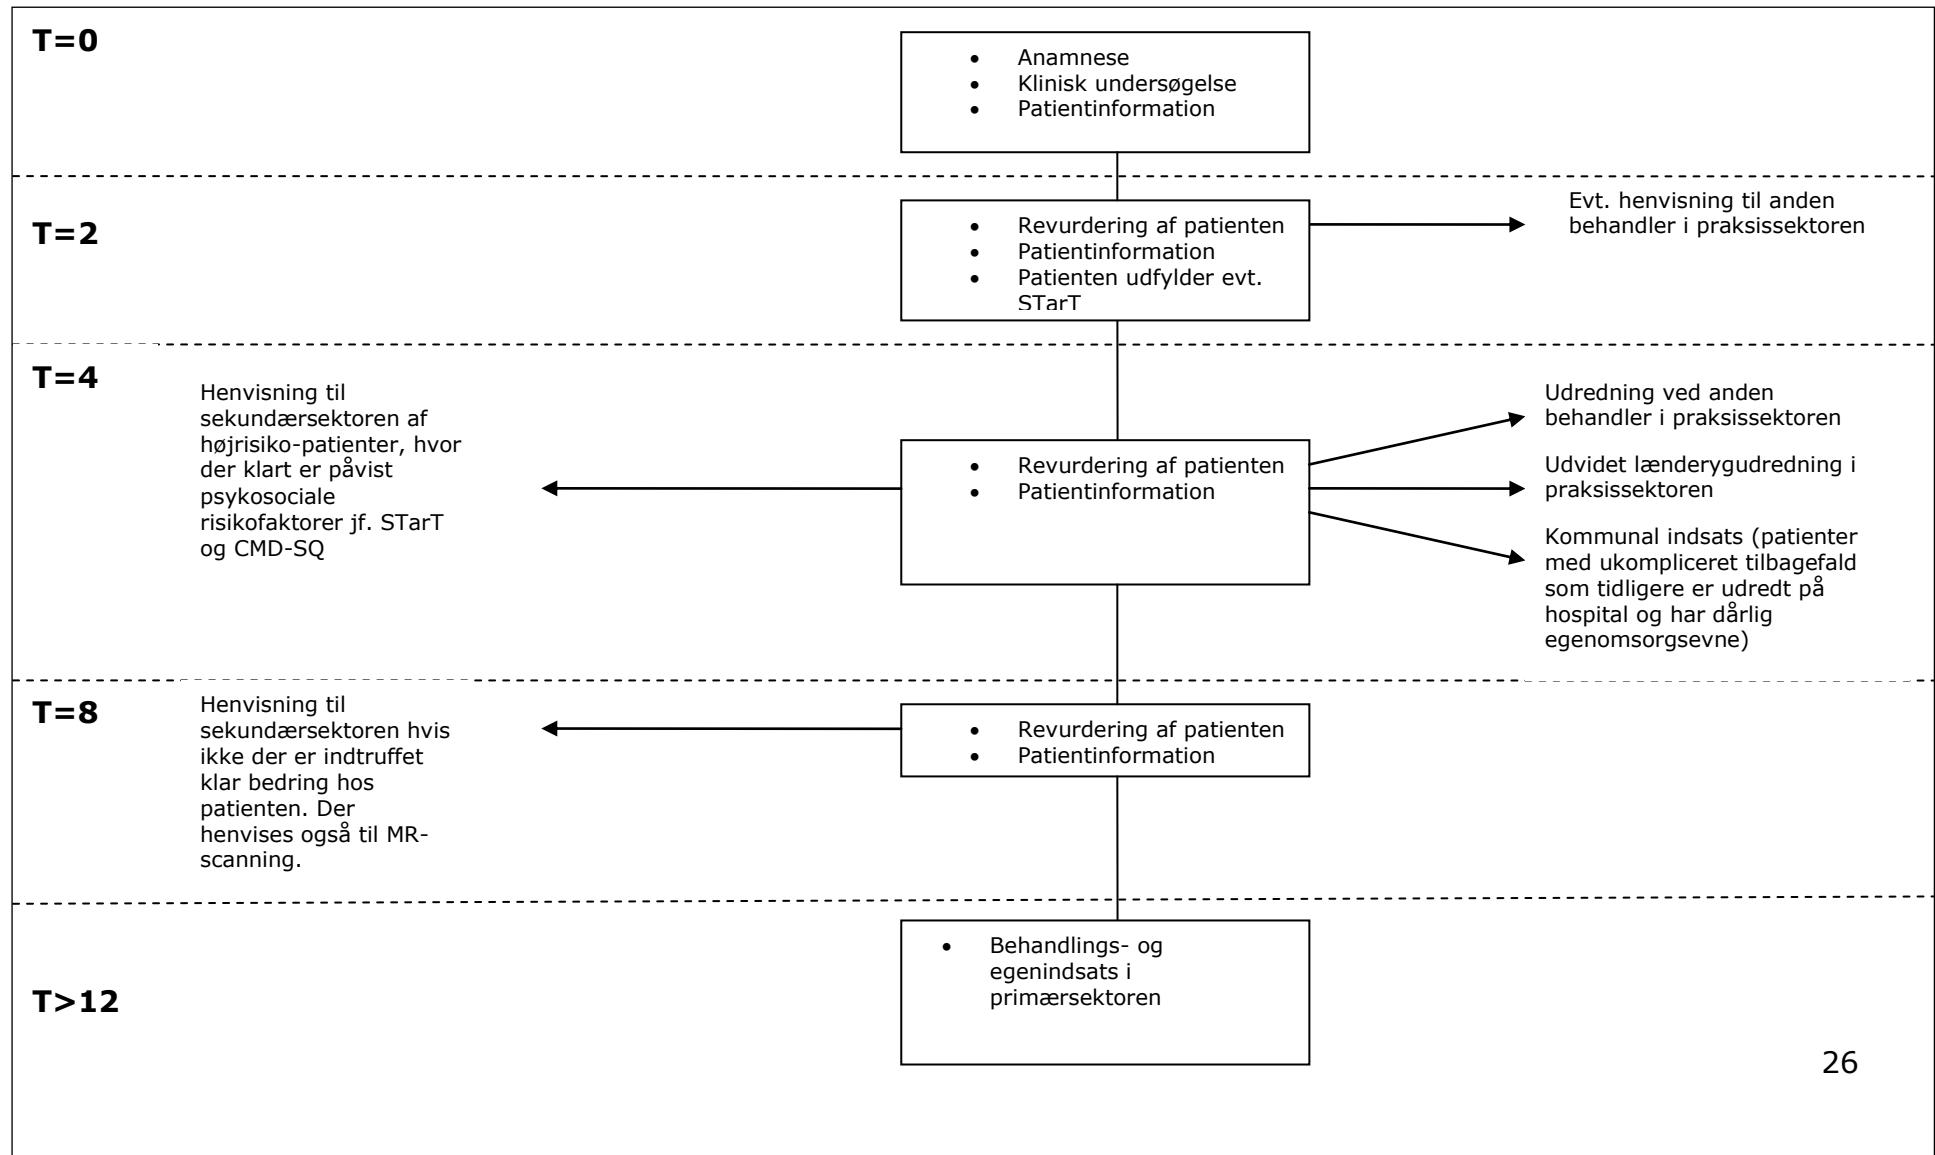 T=0
• Anamnese
• Klinisk undersøgelse
• Patientinformation
T=2
• Revurdering af patienten
• Patientinformation
• Patienten udfylder evt.
STarT
Evt. henvisning til anden
behandler i praksissektoren
T=4
Henvisning til
sekundærsektoren af
højrisiko-patienter, hvor
der klart er påvist
psykosociale
risikofaktorer jf. STarT
og CMD-SQ
• Revurdering af patienten
• Patientinformation
Udredning ved anden
behandler i praksissektoren
Udvidet lænderygudredning i
praksissektoren
Kommunal indsats (patienter
med ukompliceret tilbagefald
som tidligere er udredt på
hospital og har dårlig
egenomsorgsevne)
T=8
Henvisning til
sekundærsektoren hvis
ikke der er indtruffet
klar bedring hos
patienten. Der
henvises også til MR-
scanning.
• Revurdering af patienten
• Patientinformation
T>12
• Behandlings- og
egenindsats i
primærsektoren
26